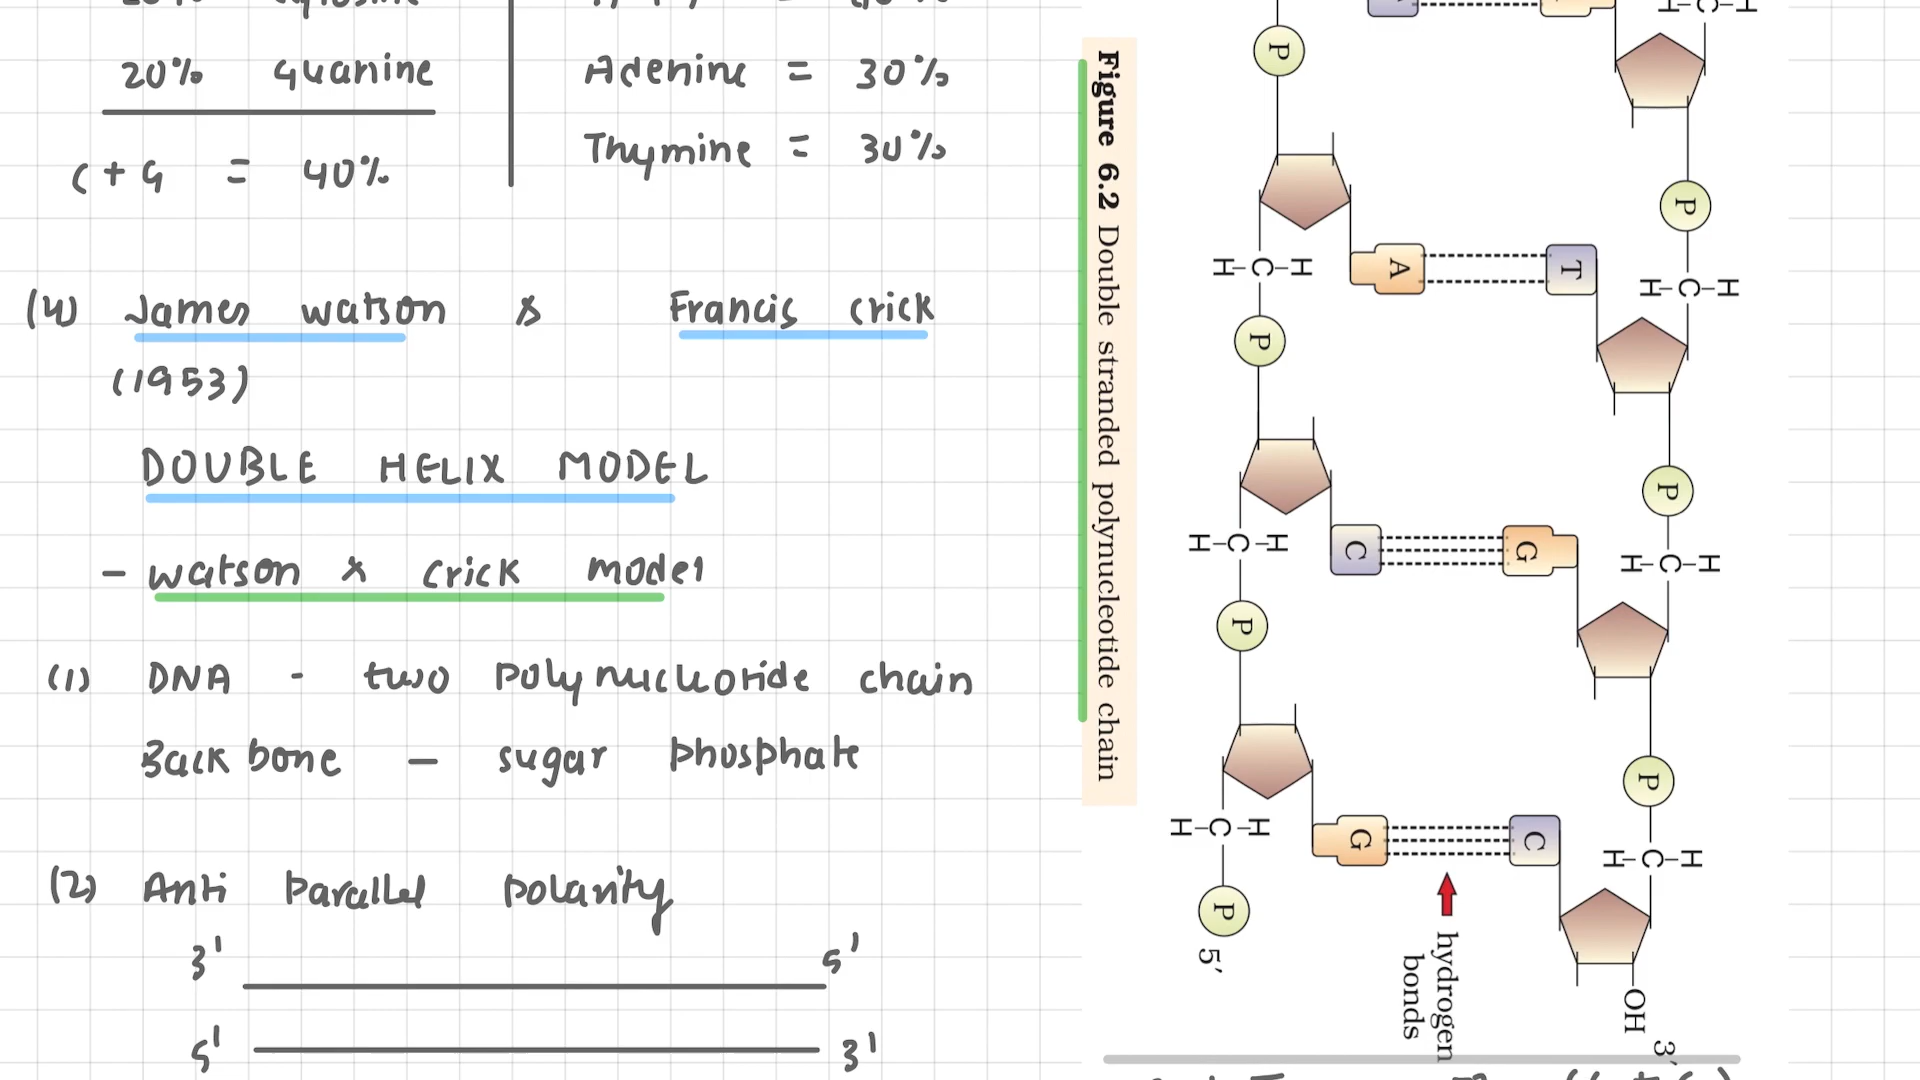 20% Guanine
C + G = 40%
Adenine = 30%
Thymine = 30%
(4) James Watson & Francis Crick
(1953)
DOUBLE HELIX MODEL
- Watson & Crick model
(1) DNA - two polynucleotide chain
Back bone - sugar phosphate
(2) Anti parallel polarity
3' 5'
5' 3'
Figure 6.2 Double stranded polynucleotide chain
P
P
H-C-H
A T
H-C-H
P
P
H-C-H
C G
H-C-H
P
P
H-C-H
G C
H-C-H
P
5'
OH
3'
hydrogen
bonds